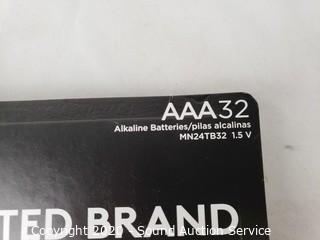 AAA32
Alkaline Batteries/pilas alcalinas
MN24TB32 1.5 V
TED BRAND
Copyright 2020 - Sound Auction Service